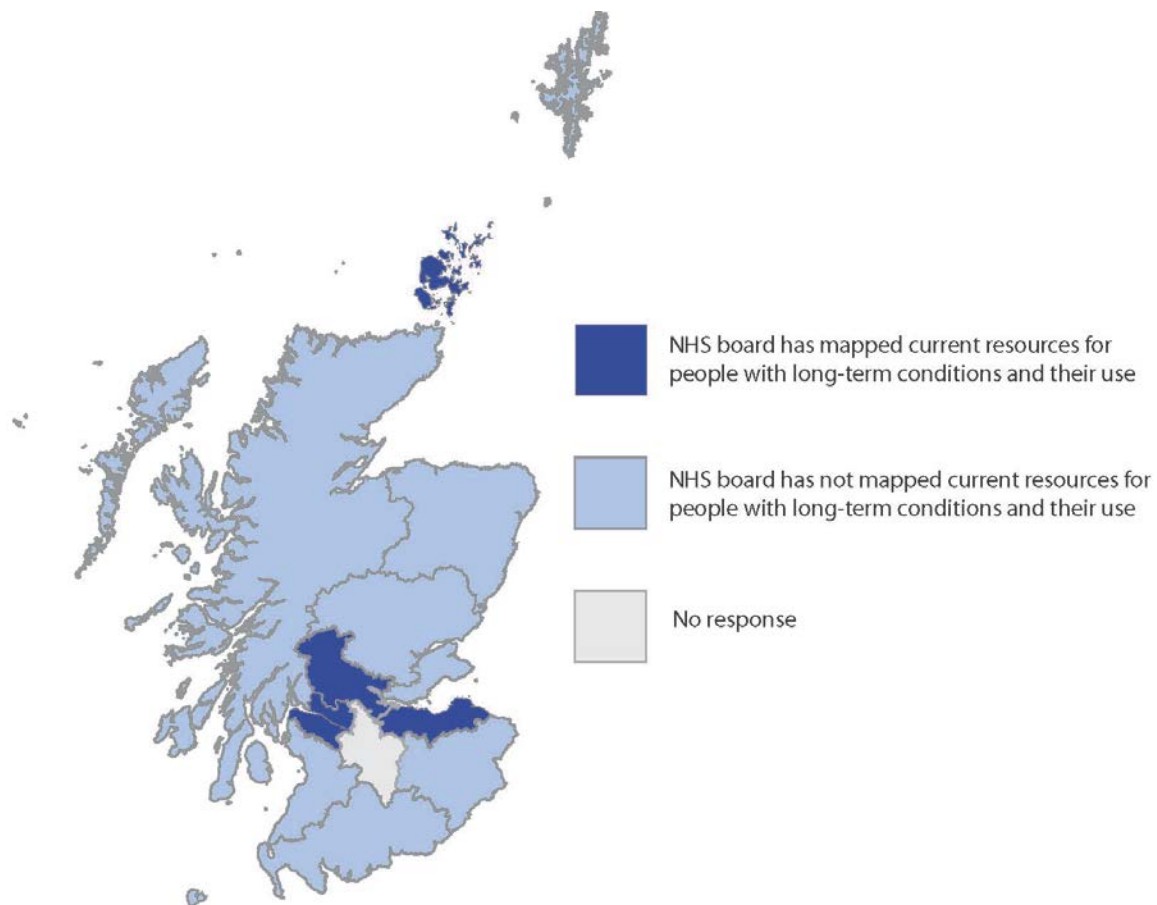 NHS board has mapped current resources for
people with long-term conditions and their use
NHS board has not mapped current resources for
people with long-term conditions and their use
No response